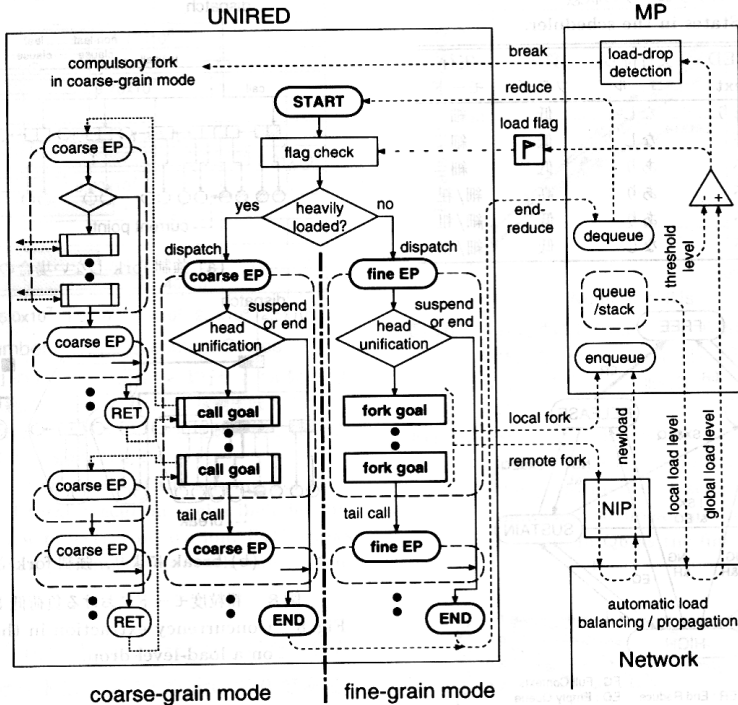 UNIRED
MP
compulsory fork
in coarse-grain mode
break
load-drop
detection
START
reduce
load flag
coarse EP
flag check
yes
heavily
loaded?
no
end-
reduce
- +
dispatch
dispatch
dequeue
threshold
level
coarse EP
fine EP
suspend
or end
suspend
or end
queue
/stack
head
unification
head
unification
coarse EP
enqueue
RET
call goal
fork goal
local fork
newload
local load level
global load level
call goal
fork goal
remote fork
coarse EP
tail call
tail call
NIP
coarse EP
coarse EP
fine EP
RET
END
END
automatic load
balancing / propagation
Network
coarse-grain mode
fine-grain mode